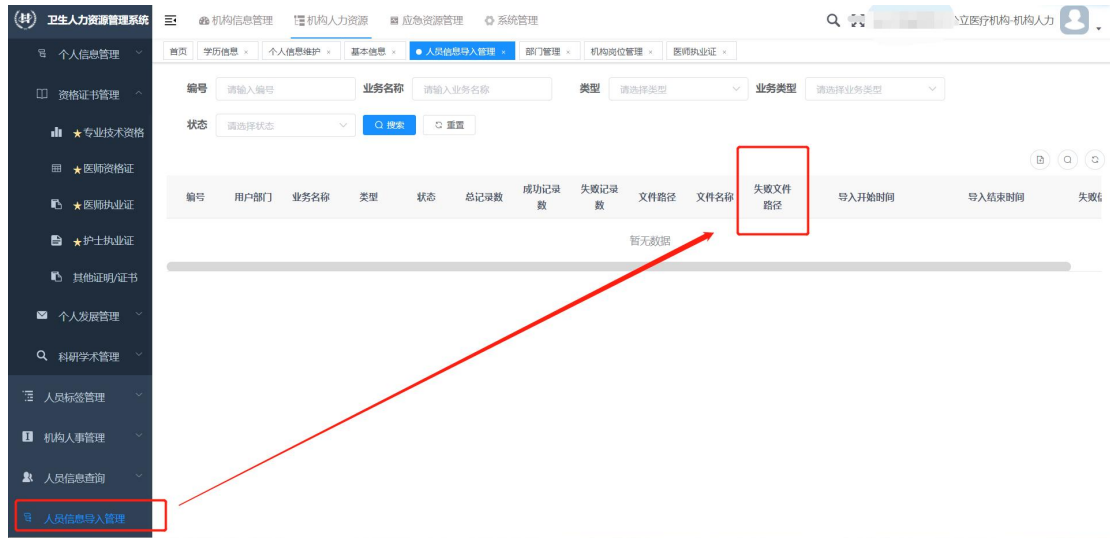 卫生人力资源管理系统
机构信息管理 机构人力资源 应急资源管理 系统管理
立医疗机构-机构人力
首页 学历信息 × 个人信息维护 × 基本信息 × 人员信息导入管理 × 部门管理 × 机构岗位管理 × 医师执业证 ×
个人信息管理
资格证书管理
★专业技术资格
★医师资格证
★医师执业证
★护士执业证
其他证明/证书
个人发展管理
科研学术管理
人员标签管理
机构人事管理
人员信息查询
人员信息导入管理
编号 请输入编号 业务名称 请输入业务名称 类型 请选择类型 业务类型 请选择业务类型
状态 请选择状态 搜索 重置
编号 用户部门 业务名称 类型 状态 总记录数 成功记录数 失败记录数 文件路径 文件名称 失败文件路径 导入开始时间 导入结束时间 失败
暂无数据